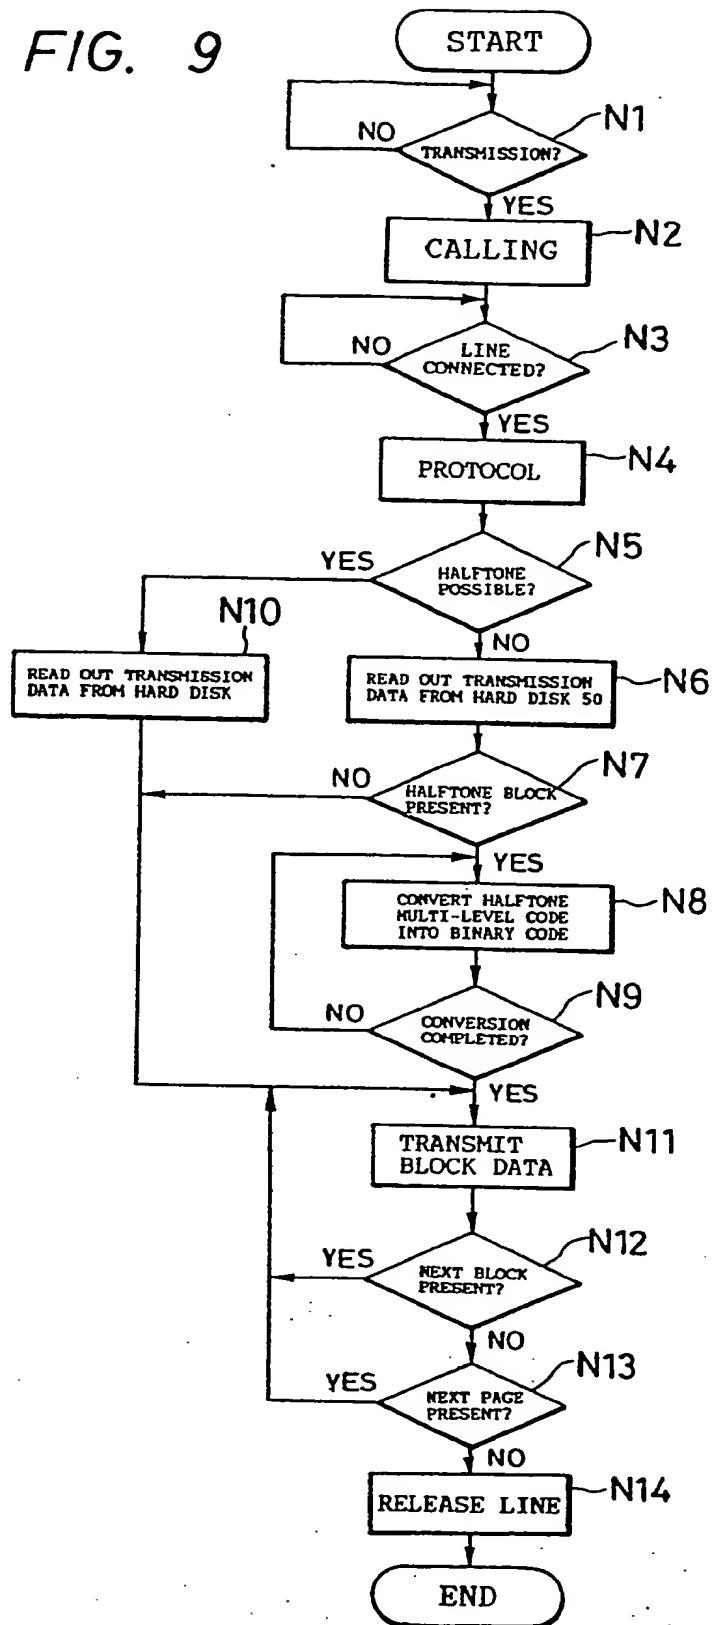 FIG. 9
START
N1
NO
TRANSMISSION?
YES
N2
CALLING
N3
NO
LINE
CONNECTED?
YES
N4
PROTOCOL
N5
YES
HALFTONE
POSSIBLE?
N10
NO
READ OUT TRANSMISSION
DATA FROM HARD DISK
READ OUT TRANSMISSION
DATA FROM HARD DISK 50
N6
N7
NO
HALFTONE BLOCK
PRESENT?
YES
CONVERT HALFTONE
MULTI-LEVEL CODE
INTO BINARY CODE
N8
N9
NO
CONVERSION
COMPLETED?
YES
TRANSMIT
BLOCK DATA
N11
N12
YES
NEXT BLOCK
PRESENT?
NO
N13
YES
NEXT PAGE
PRESENT?
NO
RELEASE LINE
N14
END